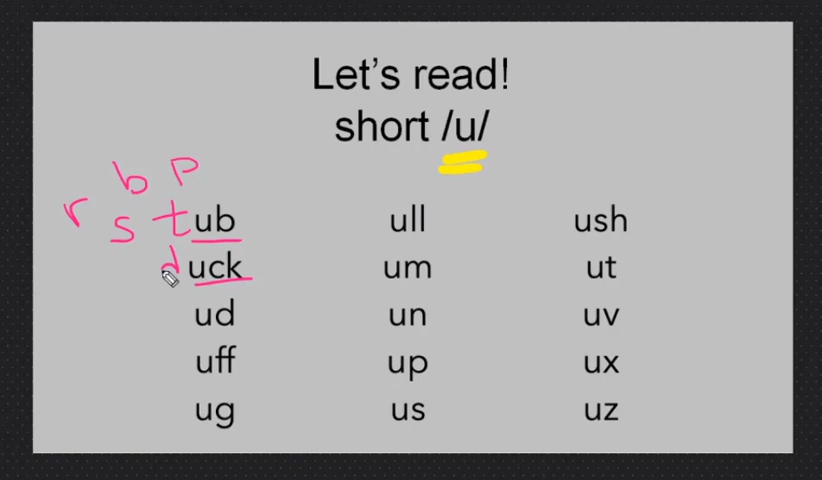 Let's read!
short /u/
b p
r s t ub ull ush
d uck um ut
ud un uv
uff up ux
ug us uz